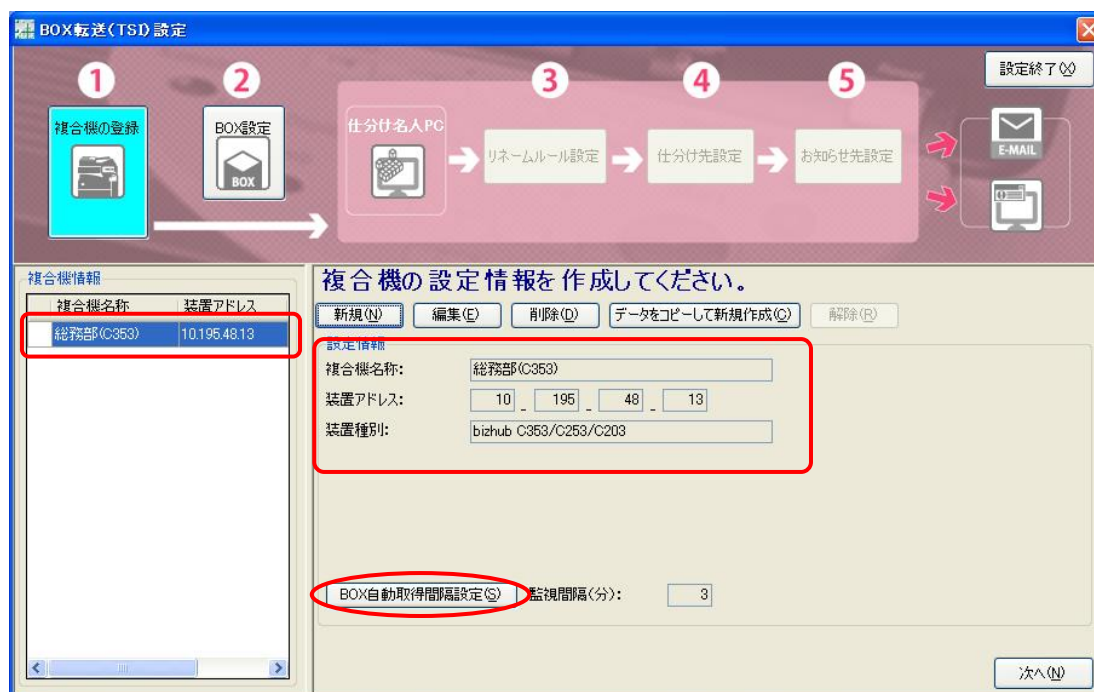 BOX転送(TSI)設定
設定終了(X)
1 2 3 4 5
複合機の登録
BOX設定
BOX
仕分け名人PC
リネームルール設定
仕分け先設定
お知らせ先設定
E-MAIL
複合機情報
複合機名称 装置アドレス
総務部(C353) 10.195.48.13
複合機の設定情報を作成してください。
新規(N) 編集(E) 削除(D) データをコピーして新規作成(C) 解除(R)
設定情報
複合機名称: 総務部(C353)
装置アドレス: 10 _ 195 _ 48 _ 13
装置種別: bizhub C353/C253/C203
BOX自動取得間隔設定(S) 監視間隔(分): 3
次へ(N)